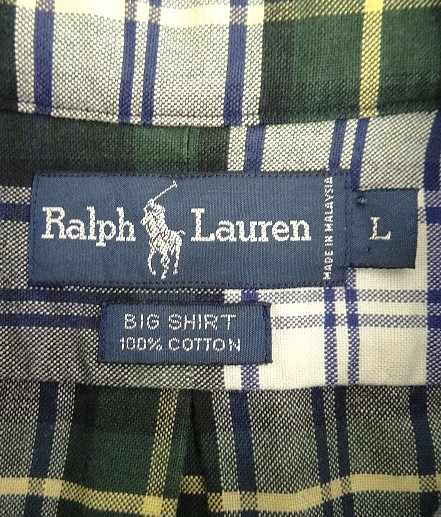 Ralph Lauren
MADE IN MALAYSIA
L
BIG SHIRT
100% COTTON